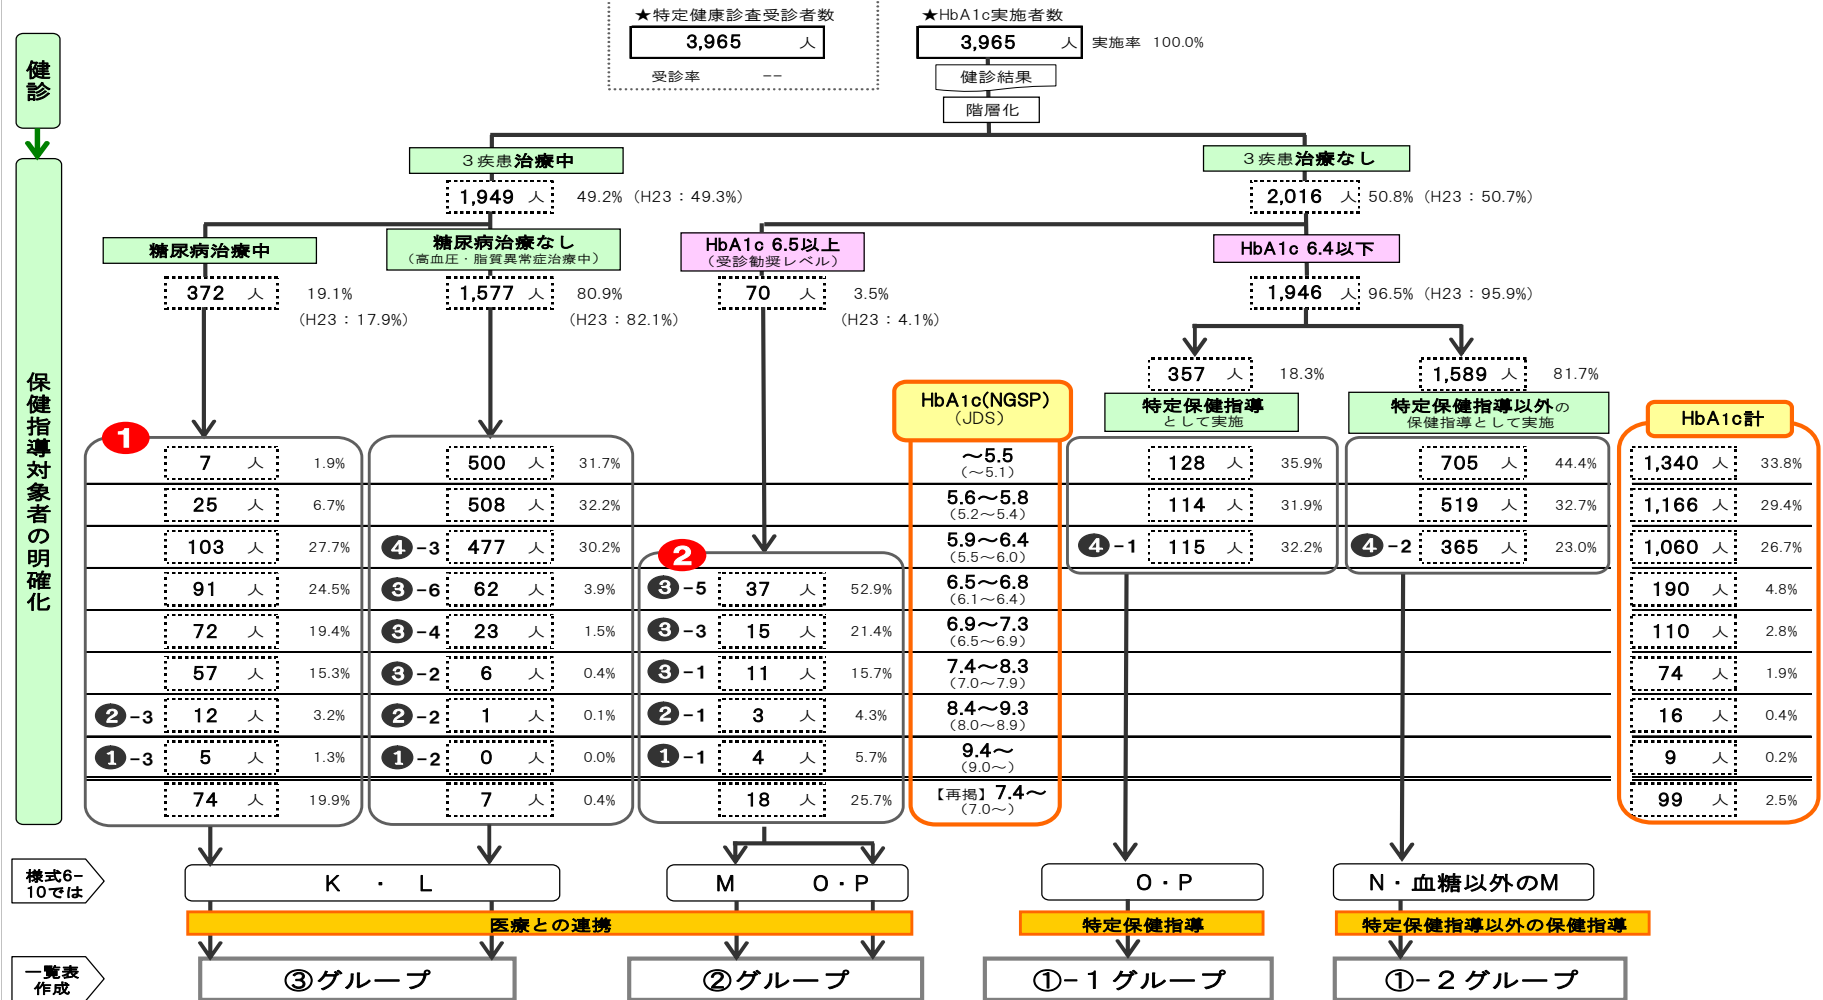 ★特定健康診査受診者数
3,965 人
受診率 --
★HbA1c実施者数
3,965 人 実施率 100.0%
健診結果
階層化
健診
保健指導対象者の明確化
３疾患治療中
1,949 人 49.2% (H23：49.3%)
３疾患治療なし
2,016 人 50.8% (H23：50.7%)
糖尿病治療中
372 人 19.1%
(H23：17.9%)
糖尿病治療なし
（高血圧・脂質異常症治療中）
1,577 人 80.9%
(H23：82.1%)
HbA1c 6.5以上
（受診勧奨レベル）
70 人 3.5%
(H23：4.1%)
HbA1c 6.4以下
1,946 人 96.5% (H23：95.9%)
357 人 18.3%
特定保健指導
として実施
1,589 人 81.7%
特定保健指導以外の
保健指導として実施
HbA1c(NGSP)
（JDS）
HbA1c計
1
2
7 人 1.9% 500 人 31.7% ～5.5 128 人 35.9% 705 人 44.4% 1,340 人 33.8%
（～5.1）
25 人 6.7% 508 人 32.2% 5.6～5.8 114 人 31.9% 519 人 32.7% 1,166 人 29.4%
（5.2～5.4）
103 人 27.7% ❹-3 477 人 30.2% 5.9～6.4 ❹-1 115 人 32.2% ❹-2 365 人 23.0% 1,060 人 26.7%
（5.5～6.0）
91 人 24.5% ❸-6 62 人 3.9% ❸-5 37 人 52.9% 6.5～6.8 190 人 4.8%
（6.1～6.4）
72 人 19.4% ❸-4 23 人 1.5% ❸-3 15 人 21.4% 6.9～7.3 110 人 2.8%
（6.5～6.9）
57 人 15.3% ❸-2 6 人 0.4% ❸-1 11 人 15.7% 7.4～8.3 74 人 1.9%
（7.0～7.9）
❷-3 12 人 3.2% ❷-2 1 人 0.1% ❷-1 3 人 4.3% 8.4～9.3 16 人 0.4%
（8.0～8.9）
❶-3 5 人 1.3% ❶-2 0 人 0.0% ❶-1 4 人 5.7% 9.4～ 9 人 0.2%
（9.0～）
74 人 19.9% 7 人 0.4% 18 人 25.7% 【再掲】7.4～ 99 人 2.5%
（7.0～）
様式6-
10では
K ・ L
M O・P
O・P
N・血糖以外のM
医療との連携
特定保健指導
特定保健指導以外の保健指導
一覧表
作成
③グループ
②グループ
①-１グループ
①-２グループ